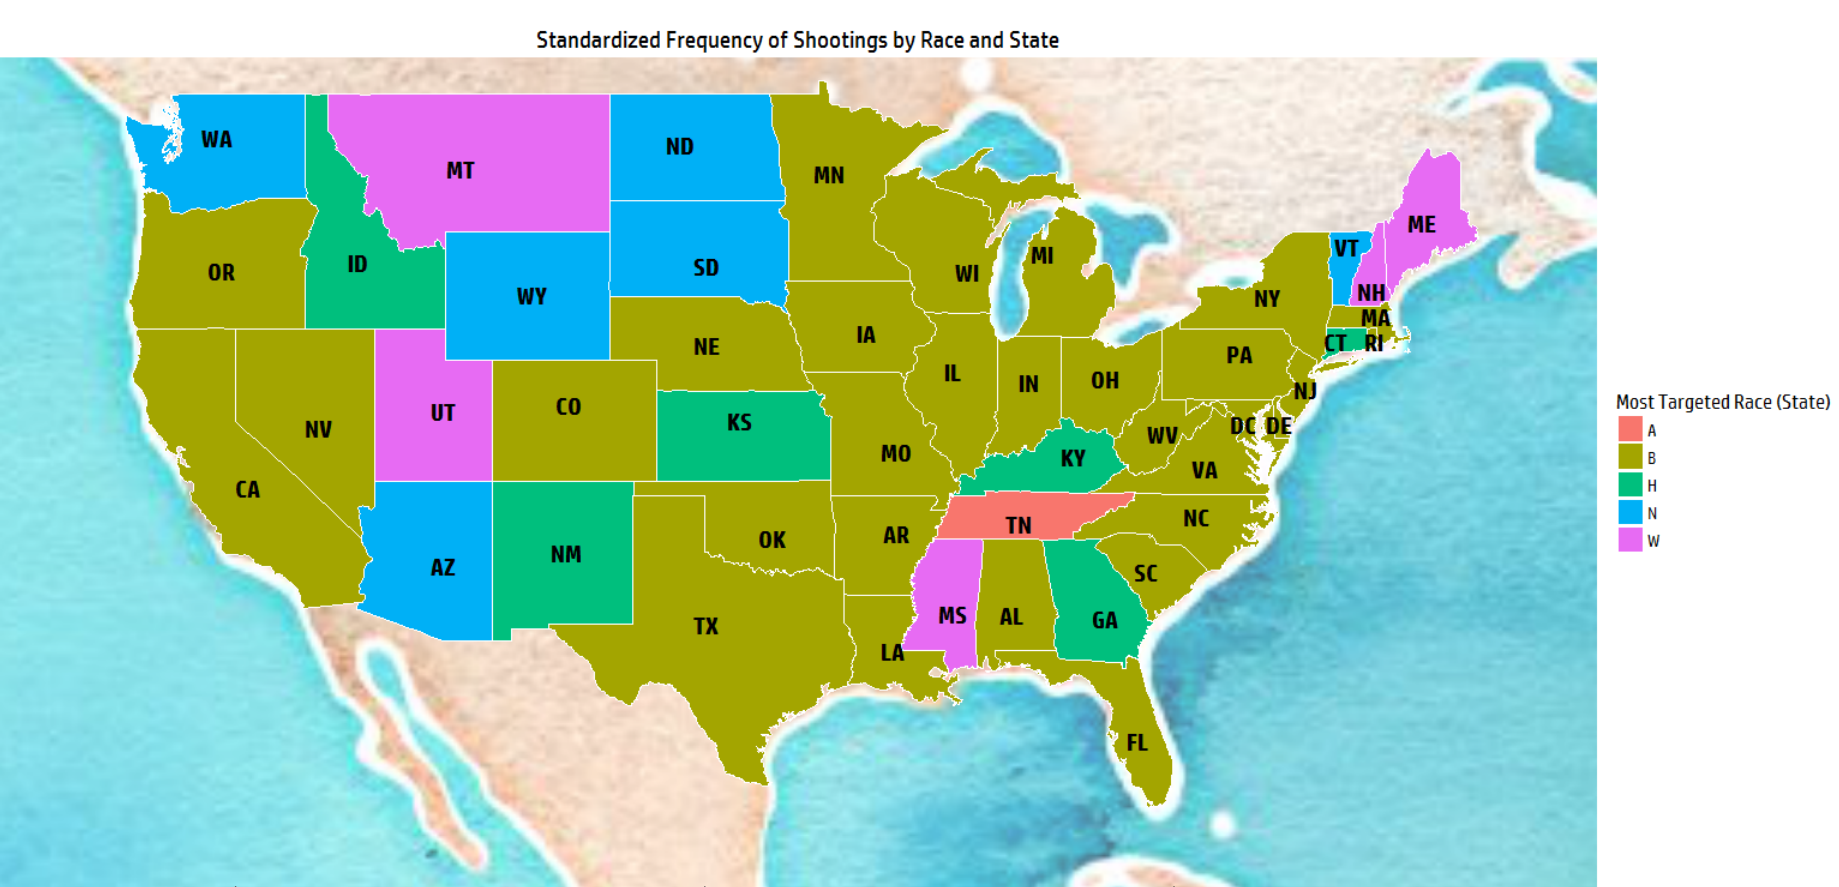 Standardized Frequency of Shootings by Race and State
WA
MT
ND
MN
ME
VT
OR
ID
SD
WI
MI
WY
NH
NY
MA
IA
CT
RI
NE
PA
IL
IN
OH
NJ
UT
CO
KS
NV
DC
DE
WV
MO
KY
VA
CA
TN
NC
AR
OK
NM
AZ
SC
MS
AL
GA
TX
LA
FL
Most Targeted Race (State)
A
B
H
N
W